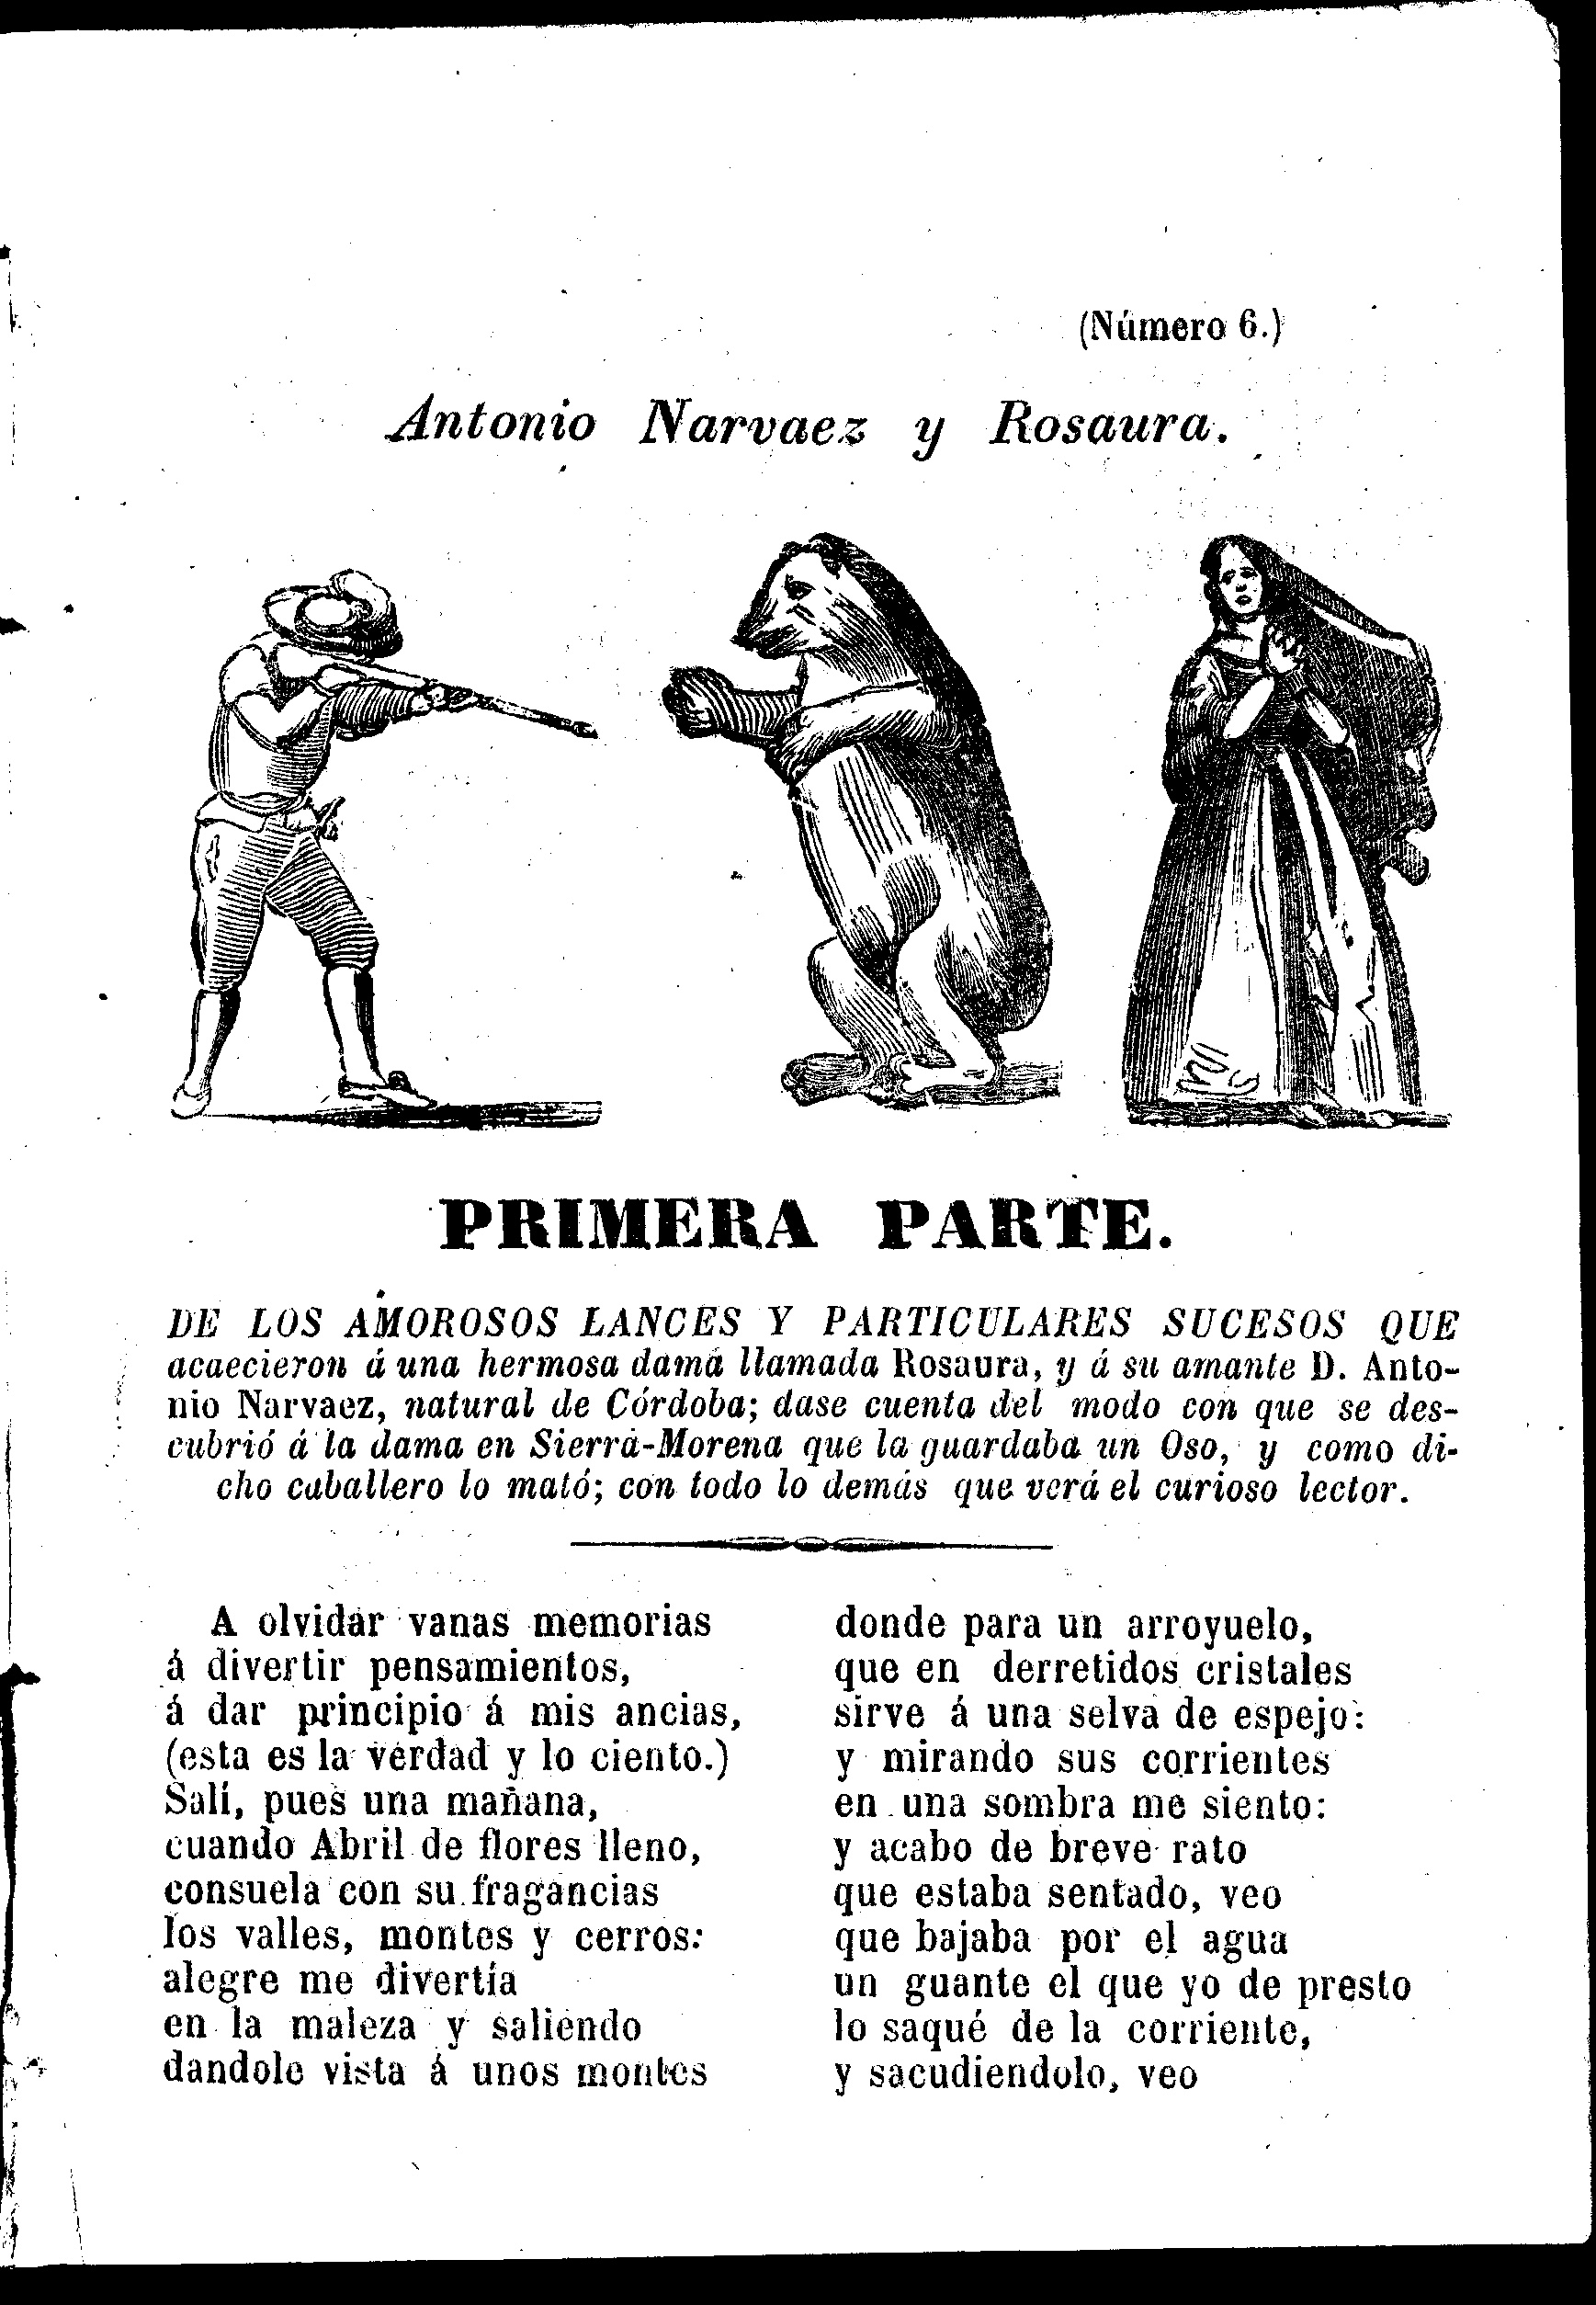 (Número 6.)
Antonio Narvaez y Rosaura.
PRIMERA PARTE.
DE LOS AMOROSOS LANCES Y PARTICULARES SUCESOS QUE
acaecieron á una hermosa dama llamada Rosaura, y á su amante D. Anto-
nio Narvaez, natural de Córdoba; dase cuenta del modo con que se des-
cubrió á la dama en Sierra-Morena que la guardaba un Oso, y como di-
cho caballero lo mató; con todo lo demás que verá el curioso lector.
A olvidar vanas memorias
á divertir pensamientos,
á dar principio á mis ancias,
(esta es la verdad y lo ciento.)
Salí, pues una mañana,
cuando Abril de flores lleno,
consuela con su fragancias
los valles, montes y cerros:
alegre me divertía
en la maleza y saliendo
dandole vista á unos montes
donde para un arroyuelo,
que en derretidos cristales
sirve á una selva de espejo:
y mirando sus corrientes
en una sombra me siento:
y acabo de breve rato
que estaba sentado, veo
que bajaba por el agua
un guante el que yo de presto
lo saqué de la corriente,
y sacudiendolo, veo